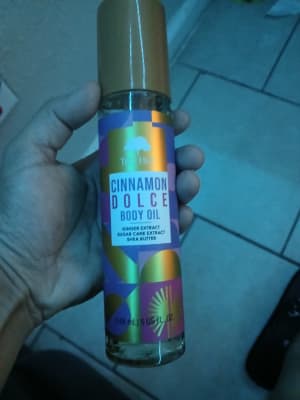 CINNAMON
DOLCE
BODY OIL
GINGER EXTRACT
SUGAR CANE EXTRACT
SHEA BUTTER